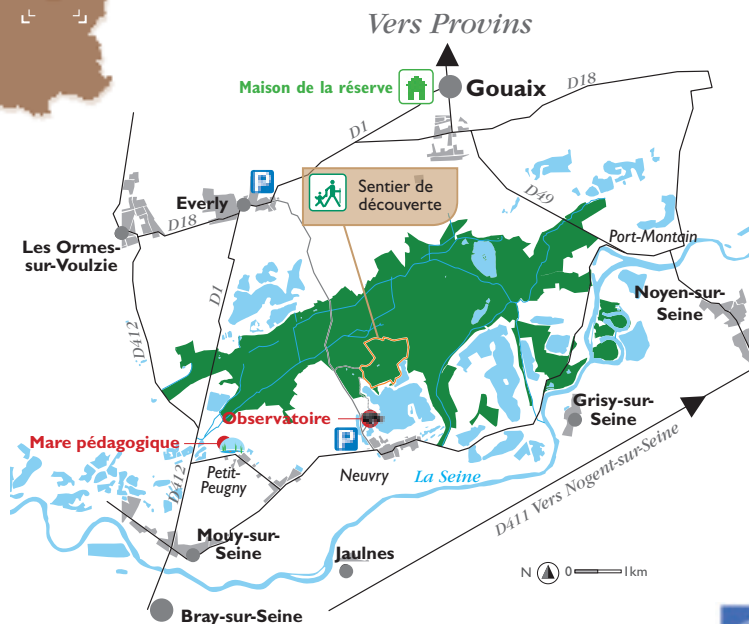 Vers Provins
Maison de la réserve
Gouaix
D18
D1
P
Sentier de
découverte
Everly
D49
D18
Les Ormes-
sur-Voulzie
Port-Montain
D1
Noyen-sur-
Seine
D412
Observatoire
Grisy-sur-
Seine
Mare pédagogique
P
Petit-
Peugny
Neuvry
La Seine
D412
D411 Vers Nogent-sur-Seine
Mouy-sur-
Seine
Jaulnes
N 0 1km
Bray-sur-Seine